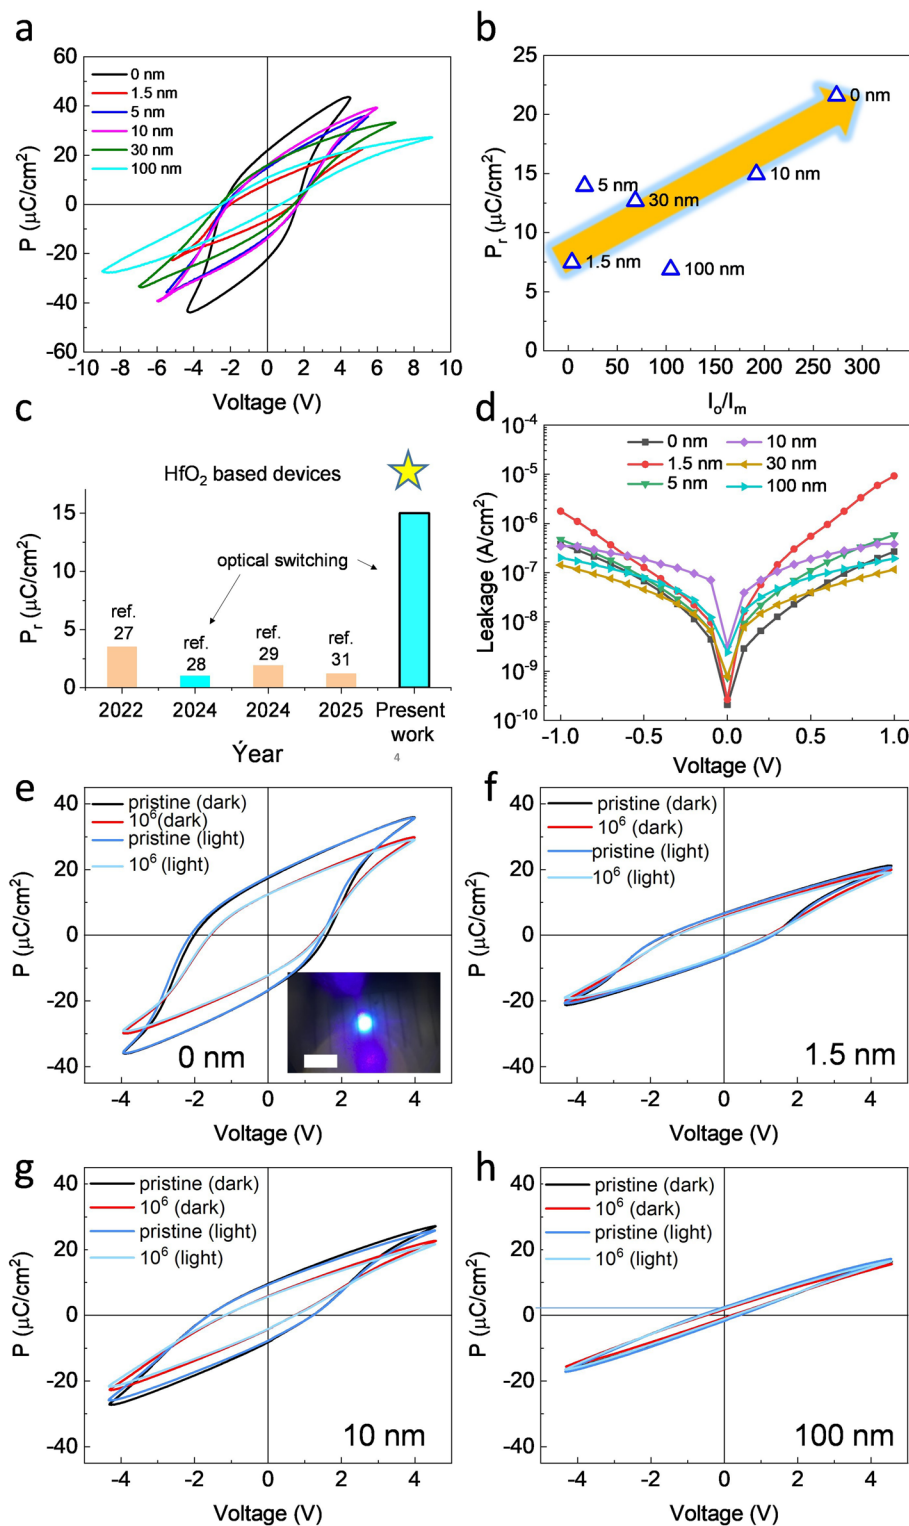 a
60
40
20
0
-20
-40
-60
P (μC/cm²)
0 nm
1.5 nm
5 nm
10 nm
30 nm
100 nm
-10 -8 -6 -4 -2 0 2 4 6 8 10
Voltage (V)
b
25
20
15
10
5
0
Pᵣ (μC/cm²)
0 nm
10 nm
5 nm
30 nm
1.5 nm
100 nm
0 50 100 150 200 250 300
Iₒ/Iₘ
c
HfO₂ based devices
15
10
5
0
Pᵣ (μC/cm²)
optical switching
ref.
27
ref.
28
ref.
29
ref.
31
2022 2024 2024 2025 Present
work
Ýear
4
d
10⁻⁴
10⁻⁵
10⁻⁶
10⁻⁷
10⁻⁸
10⁻⁹
10⁻¹⁰
Leakage (A/cm²)
0 nm
1.5 nm
5 nm
10 nm
30 nm
100 nm
-1.0 -0.5 0.0 0.5 1.0
Voltage (V)
e
40
20
0
-20
-40
P (μC/cm²)
pristine (dark)
10⁶(dark)
pristine (light)
10⁶ (light)
0 nm
-4 -2 0 2 4
Voltage (V)
f
40
20
0
-20
-40
P (μC/cm²)
pristine (dark)
10⁶ (dark)
pristine (light)
10⁶ (light)
1.5 nm
-4 -2 0 2 4
Voltage (V)
g
40
20
0
-20
-40
P (μC/cm²)
pristine (dark)
10⁶ (dark)
pristine (light)
10⁶ (light)
10 nm
-4 -2 0 2 4
Voltage (V)
h
40
20
0
-20
-40
P (μC/cm²)
pristine (dark)
10⁶ (dark)
pristine (light)
10⁶ (light)
100 nm
-4 -2 0 2 4
Voltage (V)